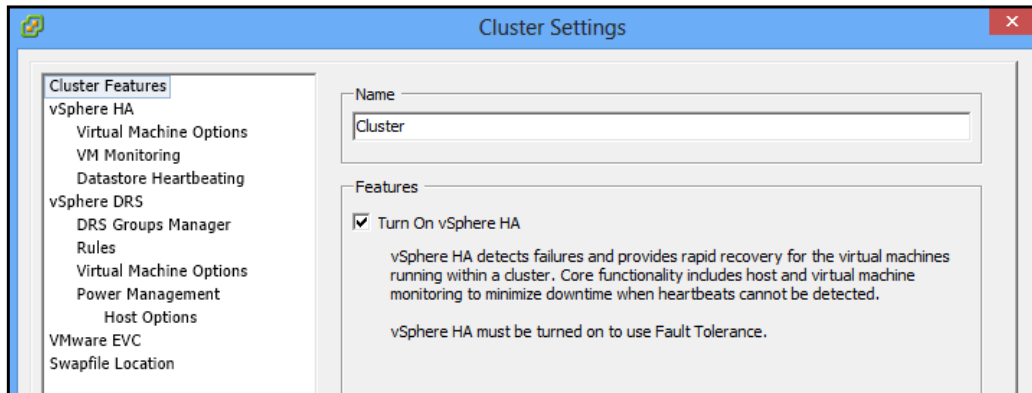 Cluster Settings
Cluster Features
vSphere HA
Virtual Machine Options
VM Monitoring
Datastore Heartbeating
vSphere DRS
DRS Groups Manager
Rules
Virtual Machine Options
Power Management
Host Options
VMware EVC
Swapfile Location
Name
Cluster
Features
Turn On vSphere HA
vSphere HA detects failures and provides rapid recovery for the virtual machines
running within a cluster. Core functionality includes host and virtual machine
monitoring to minimize downtime when heartbeats cannot be detected.
vSphere HA must be turned on to use Fault Tolerance.